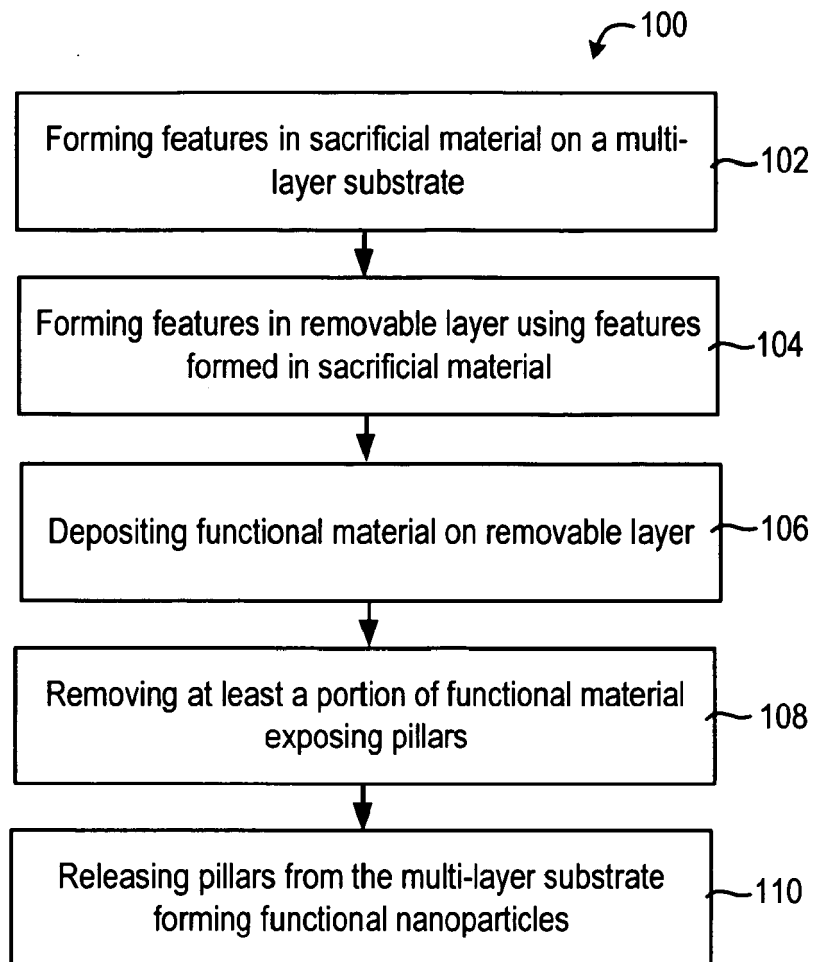 100
Forming features in sacrificial material on a multi-
layer substrate
102
Forming features in removable layer using features
formed in sacrificial material
104
Depositing functional material on removable layer
106
Removing at least a portion of functional material
exposing pillars
108
Releasing pillars from the multi-layer substrate
forming functional nanoparticles
110